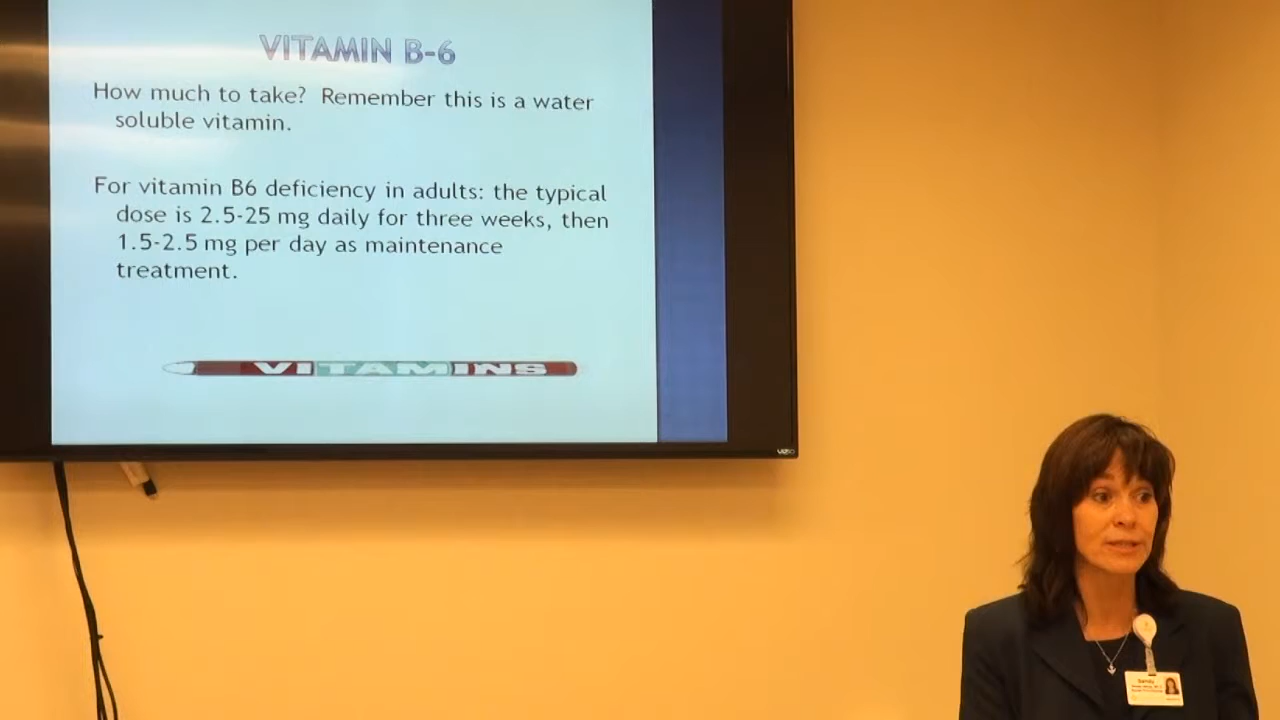 VITAMIN B-6
How much to take? Remember this is a water
soluble vitamin.
For vitamin B6 deficiency in adults: the typical
dose is 2.5-25 mg daily for three weeks, then
1.5-2.5 mg per day as maintenance
treatment.
VITAMINS
VIZIO
Sandy